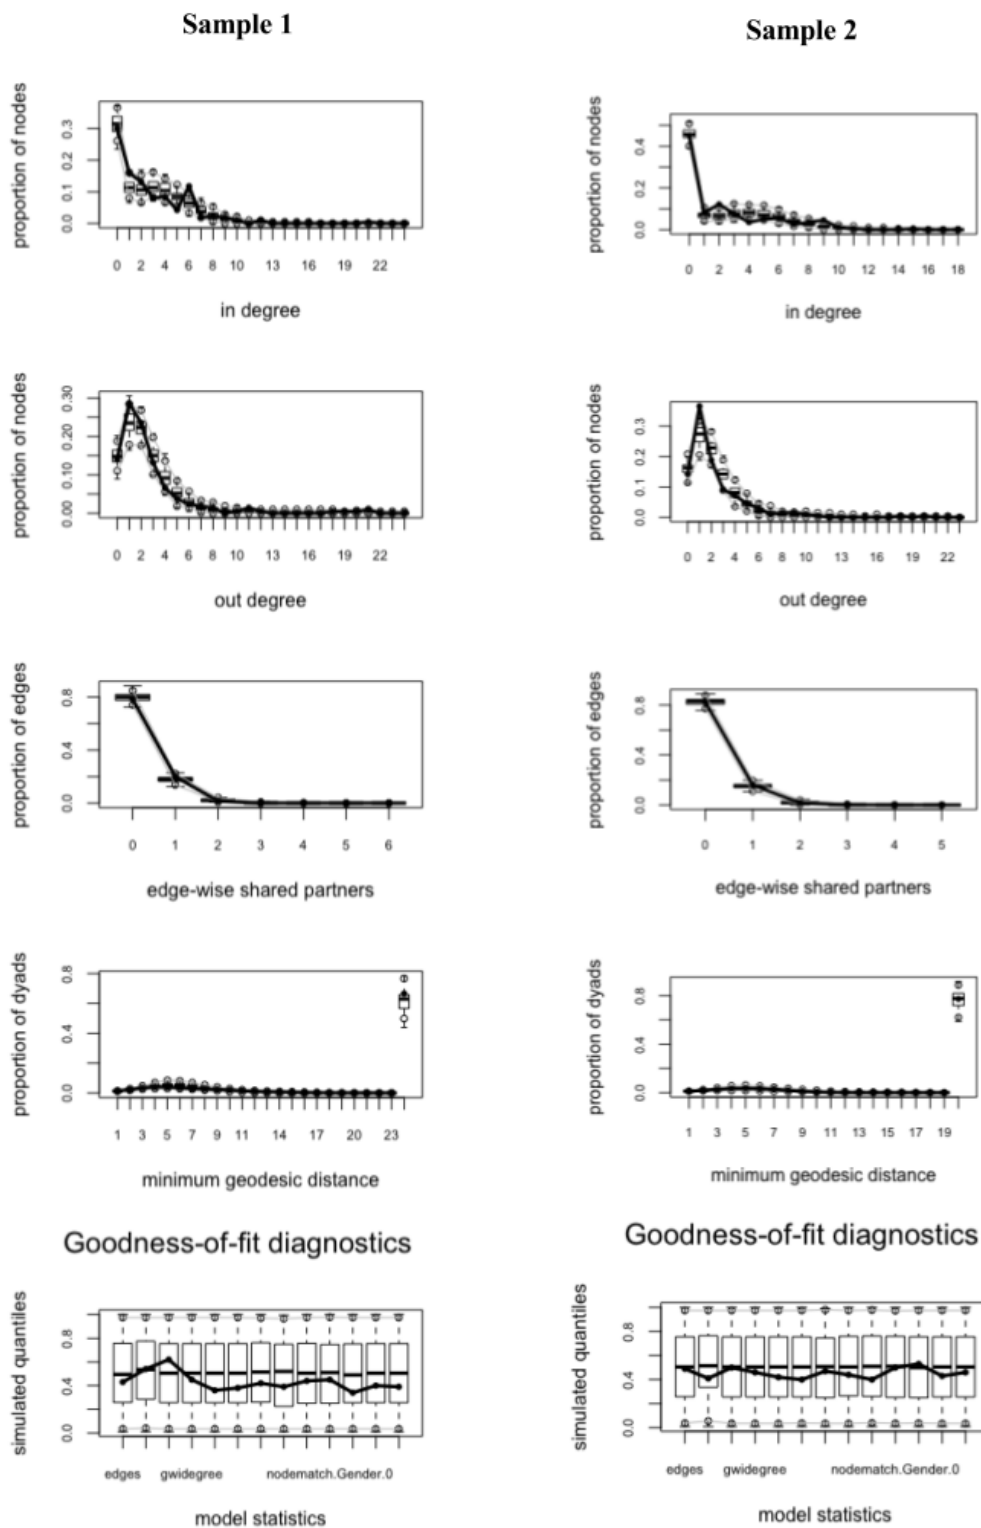 Sample 1
proportion of nodes
0.3
0.2
0.1
0.0
0 2 4 6 8 10 13 16 19 22
in degree
proportion of nodes
0.30
0.20
0.10
0.00
0 2 4 6 8 10 13 16 19 22
out degree
proportion of edges
0.8
0.4
0.0
0 1 2 3 4 5 6
edge-wise shared partners
proportion of dyads
0.8
0.4
0.0
1 3 5 7 9 11 14 17 20 23
minimum geodesic distance
Goodness-of-fit diagnostics
simulated quantiles
0.8
0.4
0.0
edges gwidegree nodematch.Gender.0
model statistics
Sample 2
proportion of nodes
0.4
0.2
0.0
0 2 4 6 8 10 12 14 16 18
in degree
proportion of nodes
0.3
0.2
0.1
0.0
0 2 4 6 8 10 13 16 19 22
out degree
proportion of edges
0.8
0.4
0.0
0 1 2 3 4 5
edge-wise shared partners
proportion of dyads
0.8
0.4
0.0
1 3 5 7 9 11 13 15 17 19
minimum geodesic distance
Goodness-of-fit diagnostics
simulated quantiles
0.8
0.4
0.0
edges gwidegree nodematch.Gender.0
model statistics